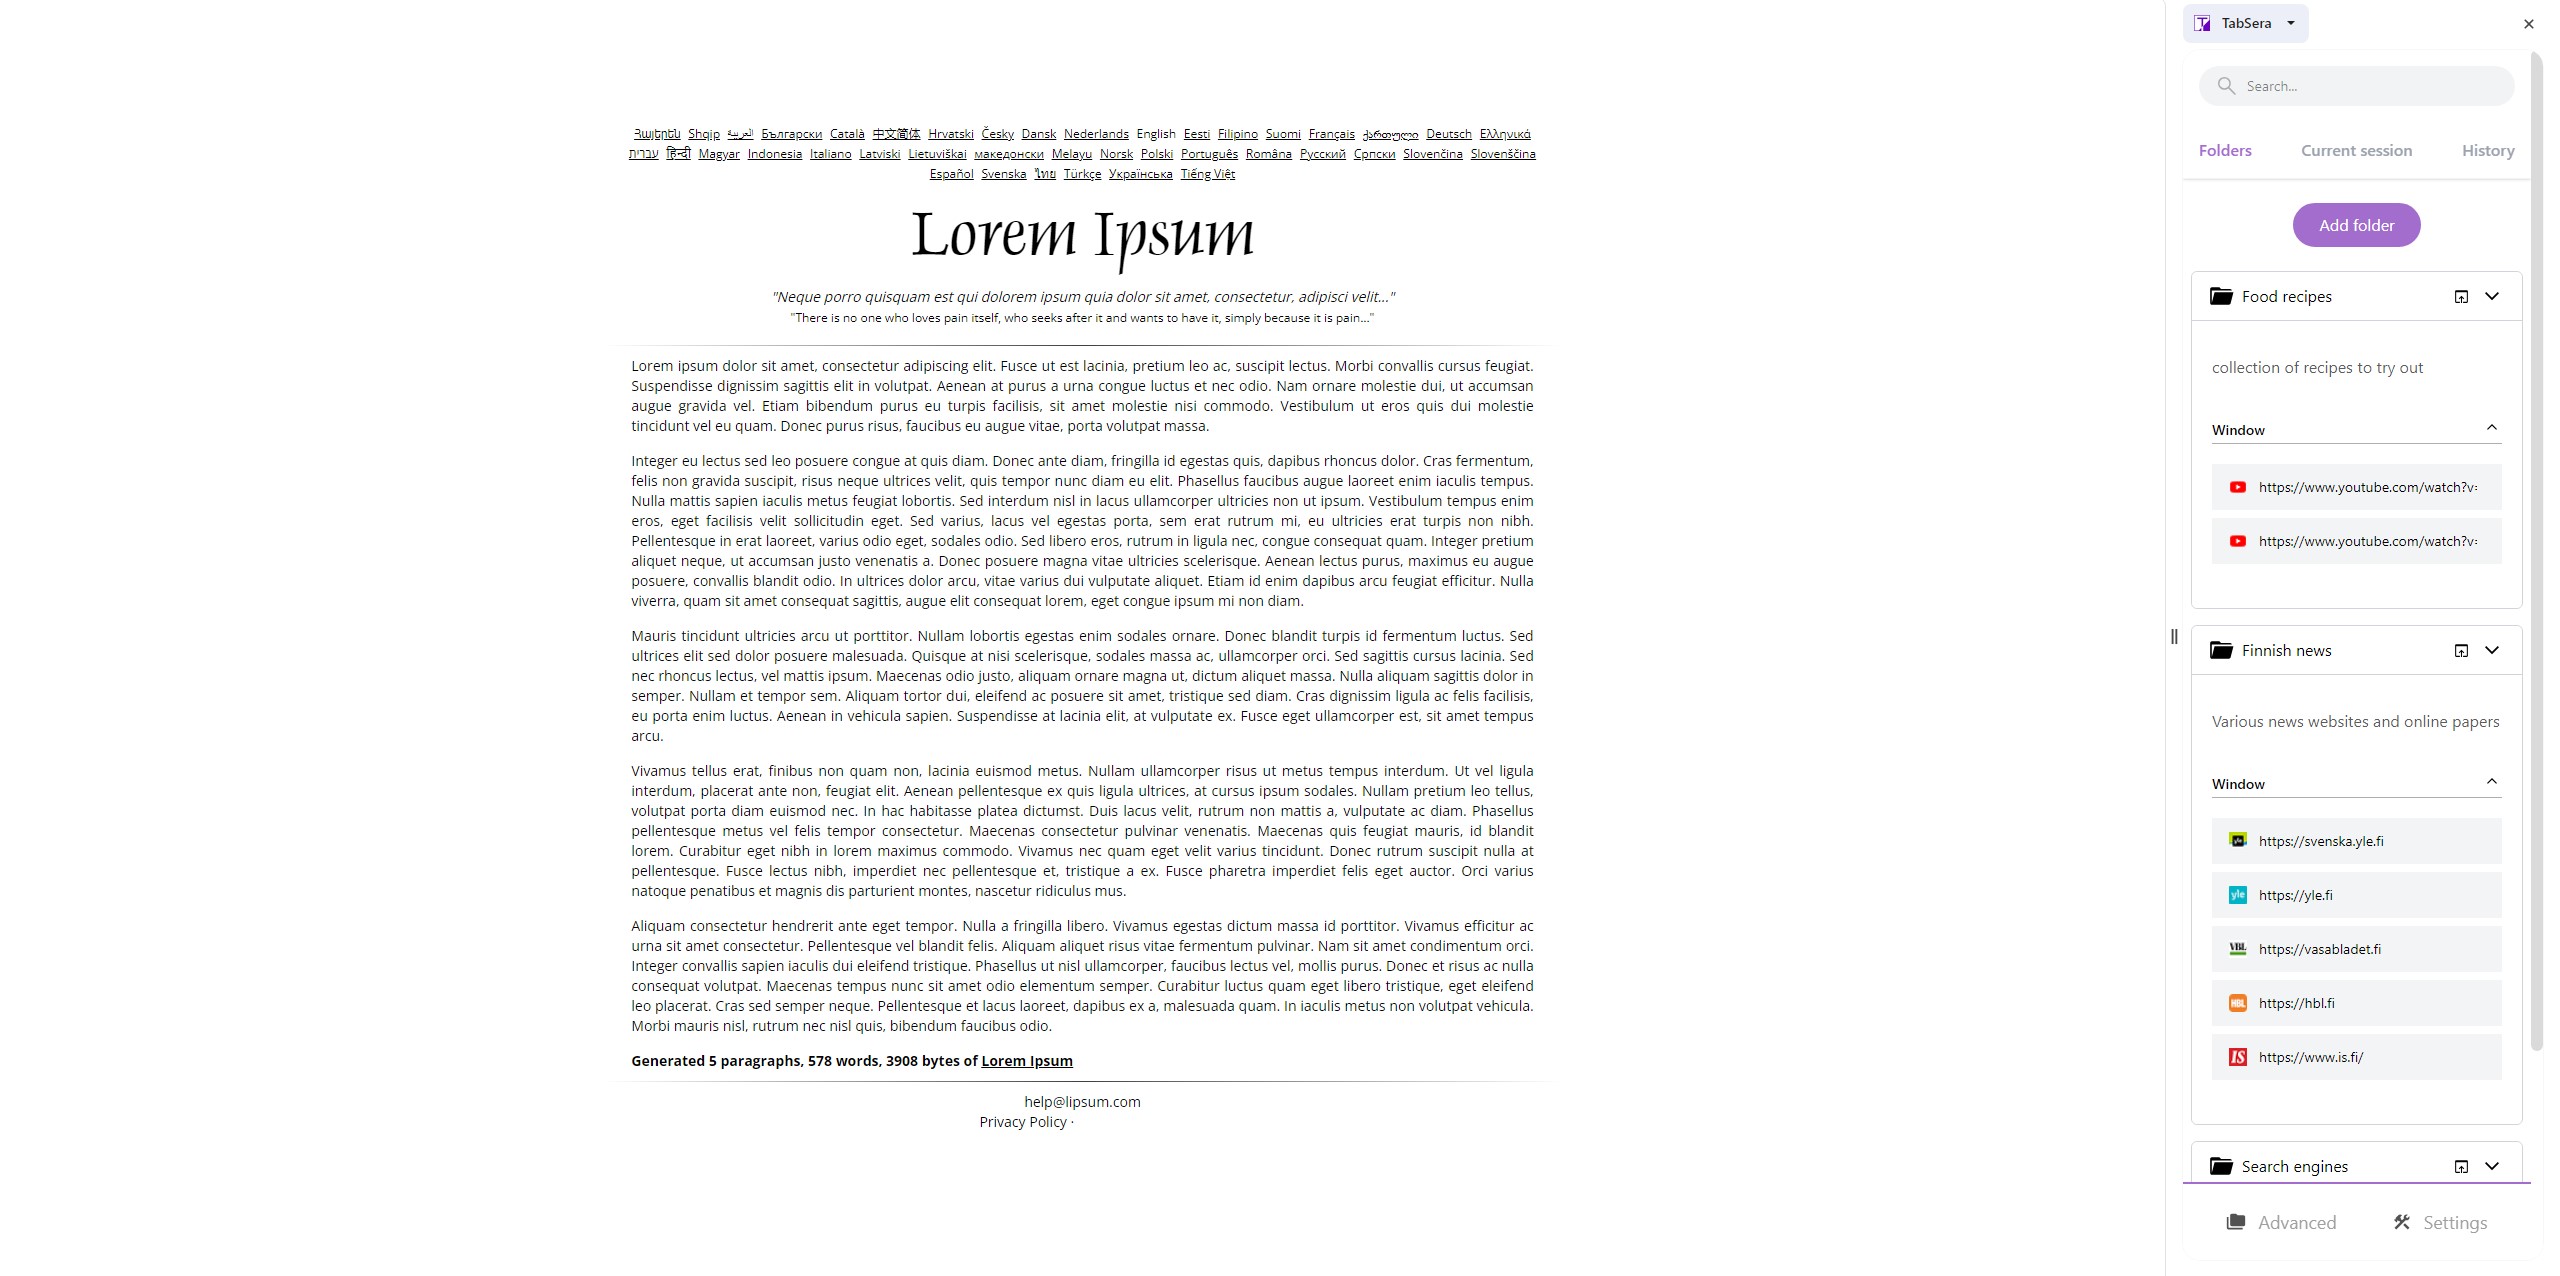 Հայերեն Shqip العربية Български Català 中文简体 Hrvatski Česky Dansk Nederlands English Eesti Filipino Suomi Français ქართული Deutsch Ελληνικά
עברית हिन्दी Magyar Indonesia Italiano Latviski Lietuviškai македонски Melayu Norsk Polski Português Româna Pyccкий Српски Slovenčina Slovenščina
Español Svenska ไทย Türkçe Українська Tiếng Việt
Lorem Ipsum
"Neque porro quisquam est qui dolorem ipsum quia dolor sit amet, consectetur, adipisci velit..."
"There is no one who loves pain itself, who seeks after it and wants to have it, simply because it is pain..."
Lorem ipsum dolor sit amet, consectetur adipiscing elit. Fusce ut est lacinia, pretium leo ac, suscipit lectus. Morbi convallis cursus feugiat.
Suspendisse dignissim sagittis elit in volutpat. Aenean at purus a urna congue luctus et nec odio. Nam ornare molestie dui, ut accumsan
augue gravida vel. Etiam bibendum purus eu turpis facilisis, sit amet molestie nisi commodo. Vestibulum ut eros quis dui molestie
tincidunt vel eu quam. Donec purus risus, faucibus eu augue vitae, porta volutpat massa.
Integer eu lectus sed leo posuere congue at quis diam. Donec ante diam, fringilla id egestas quis, dapibus rhoncus dolor. Cras fermentum,
felis non gravida suscipit, risus neque ultrices velit, quis tempor nunc diam eu elit. Phasellus faucibus augue laoreet enim iaculis tempus.
Nulla mattis sapien iaculis metus feugiat lobortis. Sed interdum nisl in lacus ullamcorper ultricies non ut ipsum. Vestibulum tempus enim
eros, eget facilisis velit sollicitudin eget. Sed varius, lacus vel egestas porta, sem erat rutrum mi, eu ultricies erat turpis non nibh.
Pellentesque in erat laoreet, varius odio eget, sodales odio. Sed libero eros, rutrum in ligula nec, congue consequat quam. Integer pretium
aliquet neque, ut accumsan justo venenatis a. Donec posuere magna vitae ultricies scelerisque. Aenean lectus purus, maximus eu augue
posuere, convallis blandit odio. In ultrices dolor arcu, vitae varius dui vulputate aliquet. Etiam id enim dapibus arcu feugiat efficitur. Nulla
viverra, quam sit amet consequat sagittis, augue elit consequat lorem, eget congue ipsum mi non diam.
Mauris tincidunt ultricies arcu ut porttitor. Nullam lobortis egestas enim sodales ornare. Donec blandit turpis id fermentum luctus. Sed
ultrices elit sed dolor posuere malesuada. Quisque at nisi scelerisque, sodales massa ac, ullamcorper orci. Sed sagittis cursus lacinia. Sed
nec rhoncus lectus, vel mattis ipsum. Maecenas odio justo, aliquam ornare magna ut, dictum aliquet massa. Nulla aliquam sagittis dolor in
semper. Nullam et tempor sem. Aliquam tortor dui, eleifend ac posuere sit amet, tristique sed diam. Cras dignissim ligula ac felis facilisis,
eu porta enim luctus. Aenean in vehicula sapien. Suspendisse at lacinia elit, at vulputate ex. Fusce eget ullamcorper est, sit amet tempus
arcu.
Vivamus tellus erat, finibus non quam non, lacinia euismod metus. Nullam ullamcorper risus ut metus tempus interdum. Ut vel ligula
interdum, placerat ante non, feugiat elit. Aenean pellentesque ex quis ligula ultrices, at cursus ipsum sodales. Nullam pretium leo tellus,
volutpat porta diam euismod nec. In hac habitasse platea dictumst. Duis lacus velit, rutrum non mattis a, vulputate ac diam. Phasellus
pellentesque metus vel felis tempor consectetur. Maecenas consectetur pulvinar venenatis. Maecenas quis feugiat mauris, id blandit
lorem. Curabitur eget nibh in lorem maximus commodo. Vivamus nec quam eget velit varius tincidunt. Donec rutrum suscipit nulla at
pellentesque. Fusce lectus nibh, imperdiet nec pellentesque et, tristique a ex. Fusce pharetra imperdiet felis eget auctor. Orci varius
natoque penatibus et magnis dis parturient montes, nascetur ridiculus mus.
Aliquam consectetur hendrerit ante eget tempor. Nulla a fringilla libero. Vivamus egestas dictum massa id porttitor. Vivamus efficitur ac
urna sit amet consectetur. Pellentesque vel blandit felis. Aliquam aliquet risus vitae fermentum pulvinar. Nam sit amet condimentum orci.
Integer convallis sapien iaculis dui eleifend tristique. Phasellus ut nisl ullamcorper, faucibus lectus vel, mollis purus. Donec et risus ac nulla
consequat volutpat. Maecenas tempus nunc sit amet odio elementum semper. Curabitur luctus quam eget libero tristique, eget eleifend
leo placerat. Cras sed semper neque. Pellentesque et lacus laoreet, dapibus ex a, malesuada quam. In iaculis metus non volutpat vehicula.
Morbi mauris nisl, rutrum nec nisl quis, bibendum faucibus odio.
Generated 5 paragraphs, 578 words, 3908 bytes of Lorem Ipsum
help@lipsum.com
Privacy Policy ·
TabSera
Search...
Folders Current session History
Add folder
Food recipes
collection of recipes to try out
Window
https://www.youtube.com/watch?v=
https://www.youtube.com/watch?v=
Finnish news
Various news websites and online papers
Window
https://svenska.yle.fi
yle https://yle.fi
VBL https://vasabladet.fi
HBL https://hbl.fi
IS https://www.is.fi/
Search engines
Advanced Settings